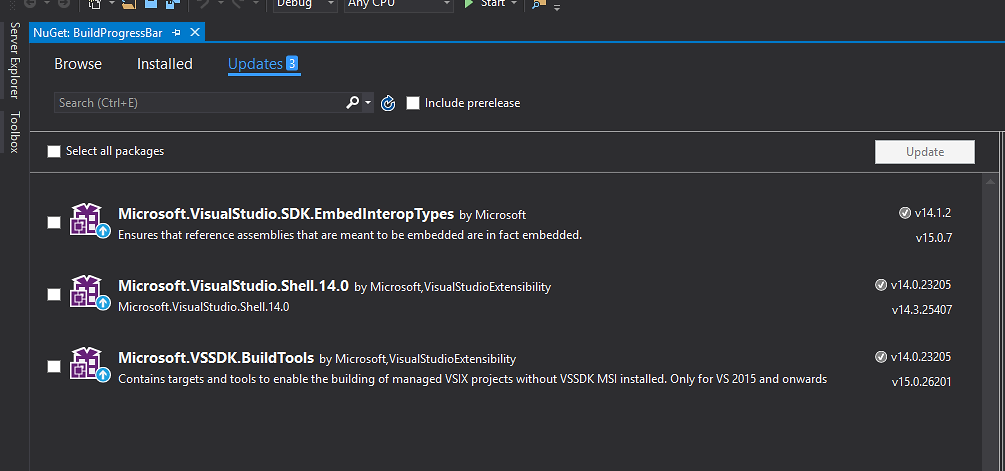 Debug
Any CPU
Start
Server Explorer
Toolbox
NuGet: BuildProgressBar
Browse
Installed
Updates 3
Search (Ctrl+E)
Include prerelease
Select all packages
Update
Microsoft.VisualStudio.SDK.EmbedInteropTypes by Microsoft
v14.1.2
Ensures that reference assemblies that are meant to be embedded are in fact embedded.
v15.0.7
Microsoft.VisualStudio.Shell.14.0 by Microsoft,VisualStudioExtensibility
v14.0.23205
Microsoft.VisualStudio.Shell.14.0
v14.3.25407
Microsoft.VSSDK.BuildTools by Microsoft,VisualStudioExtensibility
v14.0.23205
Contains targets and tools to enable the building of managed VSIX projects without VSSDK MSI installed. Only for VS 2015 and onwards
v15.0.26201